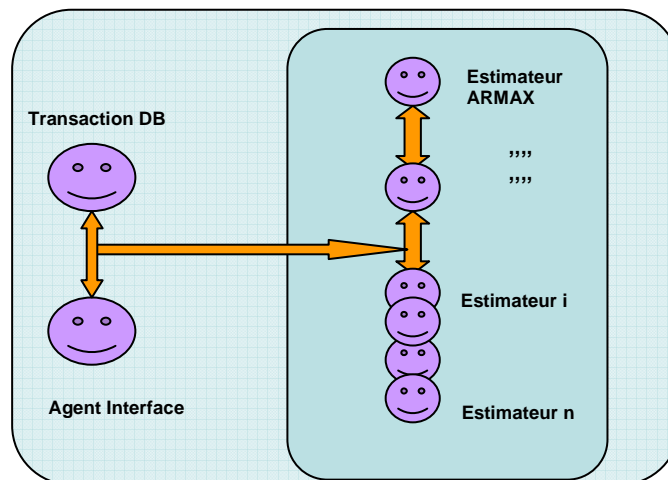 Estimateur
ARMAX
Transaction DB
,,,,
,,,,
Estimateur i
Agent Interface
Estimateur n